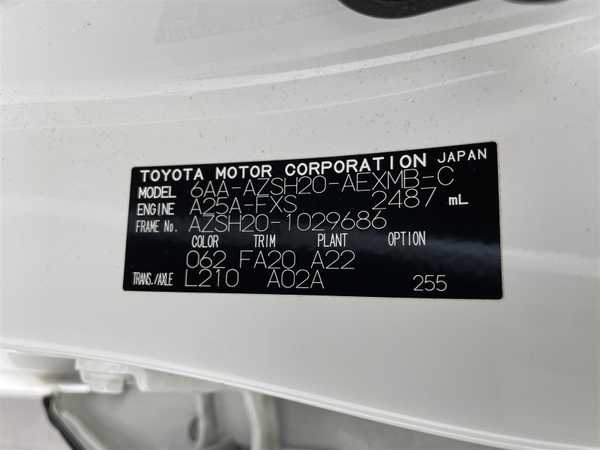 TOYOTA MOTOR CORPORATION JAPAN
MODEL 6AA-AZSH20-AEXMB-C
ENGINE A25A-FXS 2487 mL
FRAME No. AZSH20-1029686
COLOR TRIM PLANT OPTION
062 FA20 A22
TRANS./AXLE L210 A02A 255